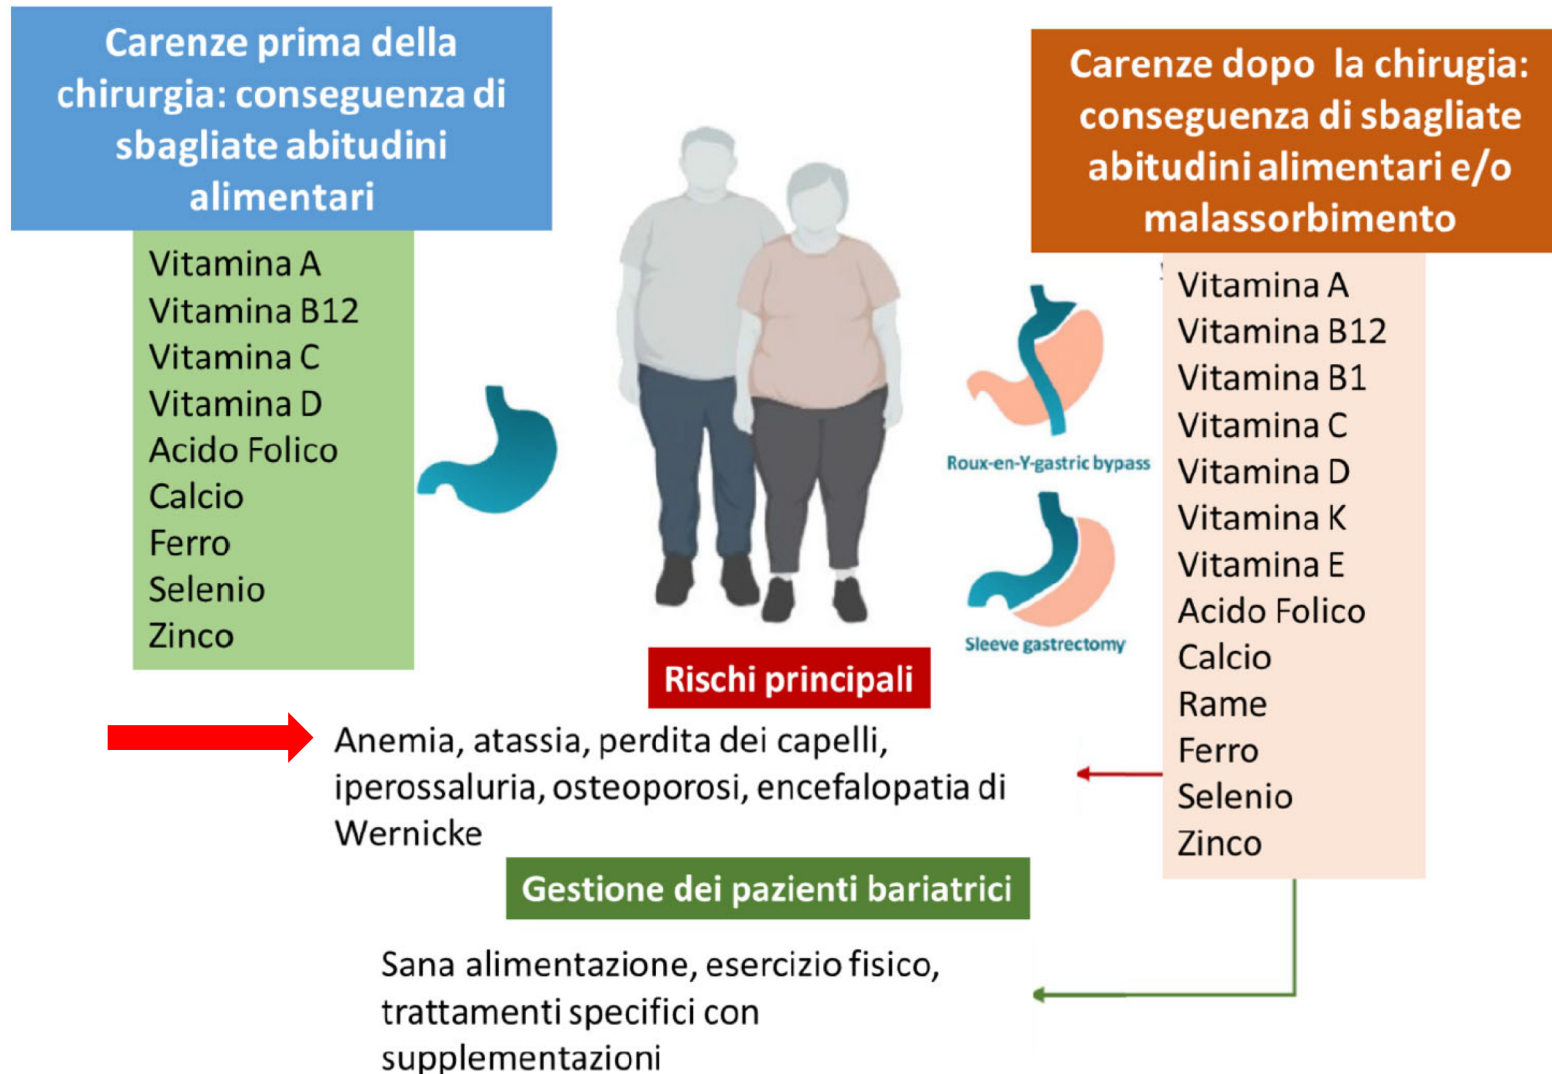 Carenze prima della
chirurgia: conseguenza di
sbagliate abitudini
alimentari
Vitamina A
Vitamina B12
Vitamina C
Vitamina D
Acido Folico
Calcio
Ferro
Selenio
Zinco
Roux-en-Y-gastric bypass
Sleeve gastrectomy
Carenze dopo la chirugia:
conseguenza di sbagliate
abitudini alimentari e/o
malassorbimento
Vitamina A
Vitamina B12
Vitamina B1
Vitamina C
Vitamina D
Vitamina K
Vitamina E
Acido Folico
Calcio
Rame
Ferro
Selenio
Zinco
Rischi principali
Anemia, atassia, perdita dei capelli,
iperossaluria, osteoporosi, encefalopatia di
Wernicke
Gestione dei pazienti bariatrici
Sana alimentazione, esercizio fisico,
trattamenti specifici con
supplementazioni